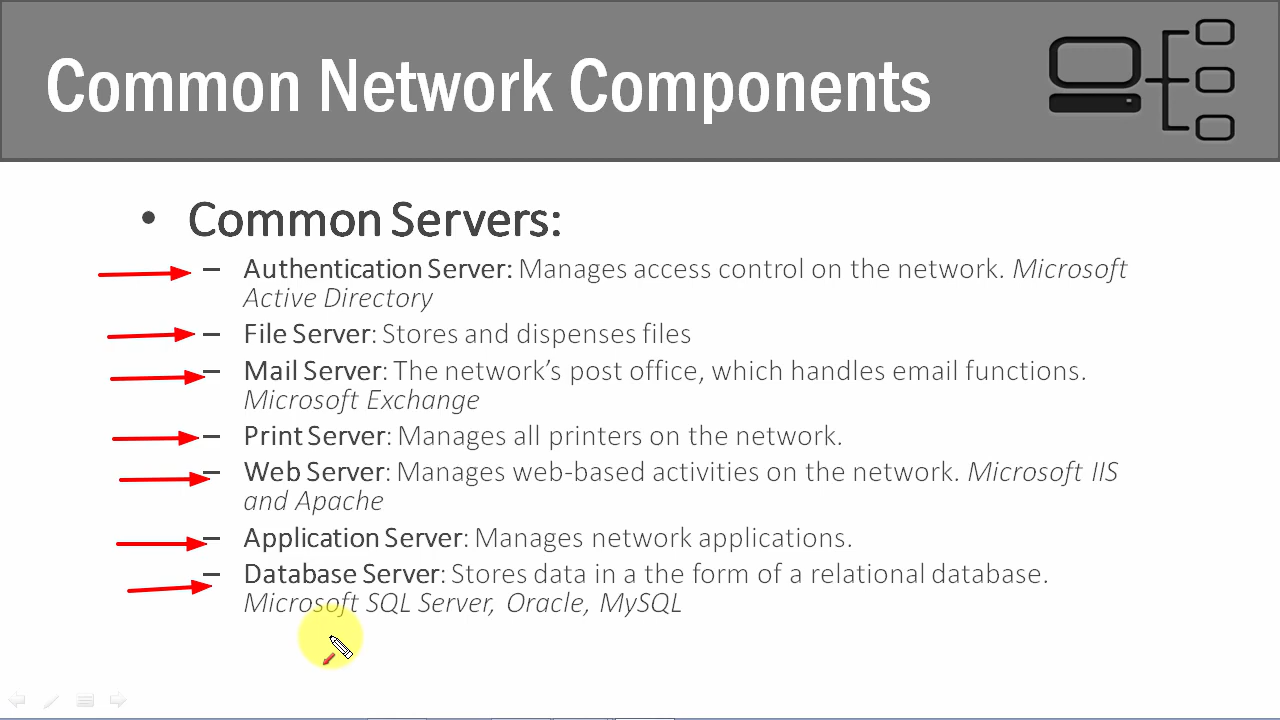 Common Network Components
• Common Servers:
– Authentication Server: Manages access control on the network. Microsoft
Active Directory
– File Server: Stores and dispenses files
– Mail Server: The network’s post office, which handles email functions.
Microsoft Exchange
– Print Server: Manages all printers on the network.
– Web Server: Manages web-based activities on the network. Microsoft IIS
and Apache
– Application Server: Manages network applications.
– Database Server: Stores data in a the form of a relational database.
Microsoft SQL Server, Oracle, MySQL